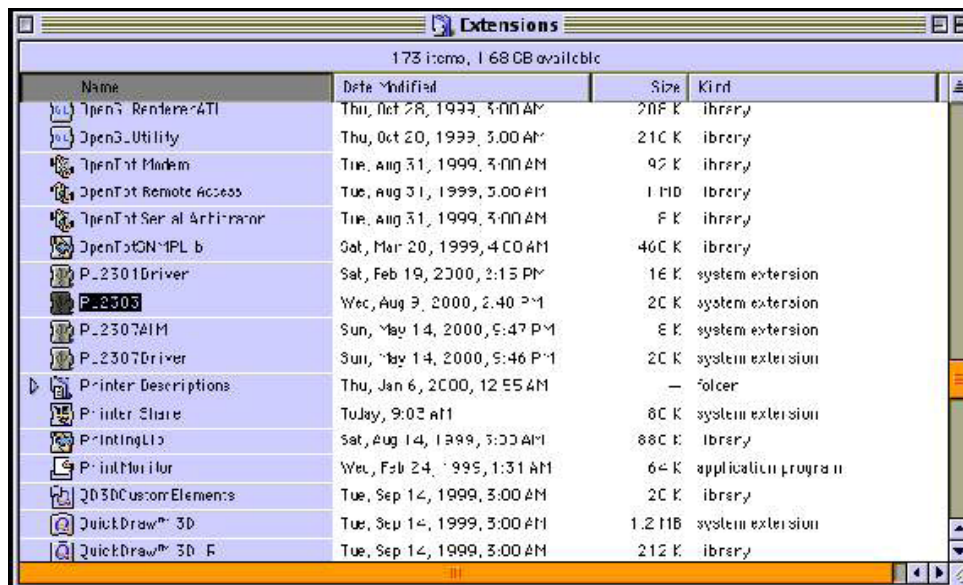 Extensions
173 items, 1.68 GB available
Name Date Modified Size Kind
OpenGLRendererATI Thu, Oct 28, 1999, 3:00 AM 208 K library
OpenGLUtility Thu, Oct 28, 1999, 3:00 AM 210 K library
OpenTpt Modem Tue, Aug 31, 1999, 3:00 AM 92 K library
OpenTpt Remote Access Tue, Aug 31, 1999, 3:00 AM 1 MB library
OpenTpt Serial Arbitrator Tue, Aug 31, 1999, 3:00 AM 8 K library
OpenTptSNMPLib Sat, Mar 20, 1999, 4:00 AM 460 K library
PL2301Driver Sat, Feb 19, 2000, 2:15 PM 16 K system extension
PL2303 Wed, Aug 9, 2000, 2:40 PM 20 K system extension
PL2307AIM Sun, May 14, 2000, 9:47 PM 8 K system extension
PL2307Driver Sun, May 14, 2000, 9:46 PM 20 K system extension
Printer Descriptions Thu, Jan 6, 2000, 12:55 AM — folder
Printer Share Today, 9:03 AM 80 K system extension
PrintingLib Sat, Aug 14, 1999, 3:00 AM 880 K library
PrintMonitor Wed, Feb 24, 1999, 1:31 AM 64 K application program
QD3DCustomElements Tue, Sep 14, 1999, 3:00 AM 20 K library
QuickDraw™ 3D Tue, Sep 14, 1999, 3:00 AM 1.2 MB system extension
QuickDraw™ 3D IR Tue, Sep 14, 1999, 3:00 AM 212 K library